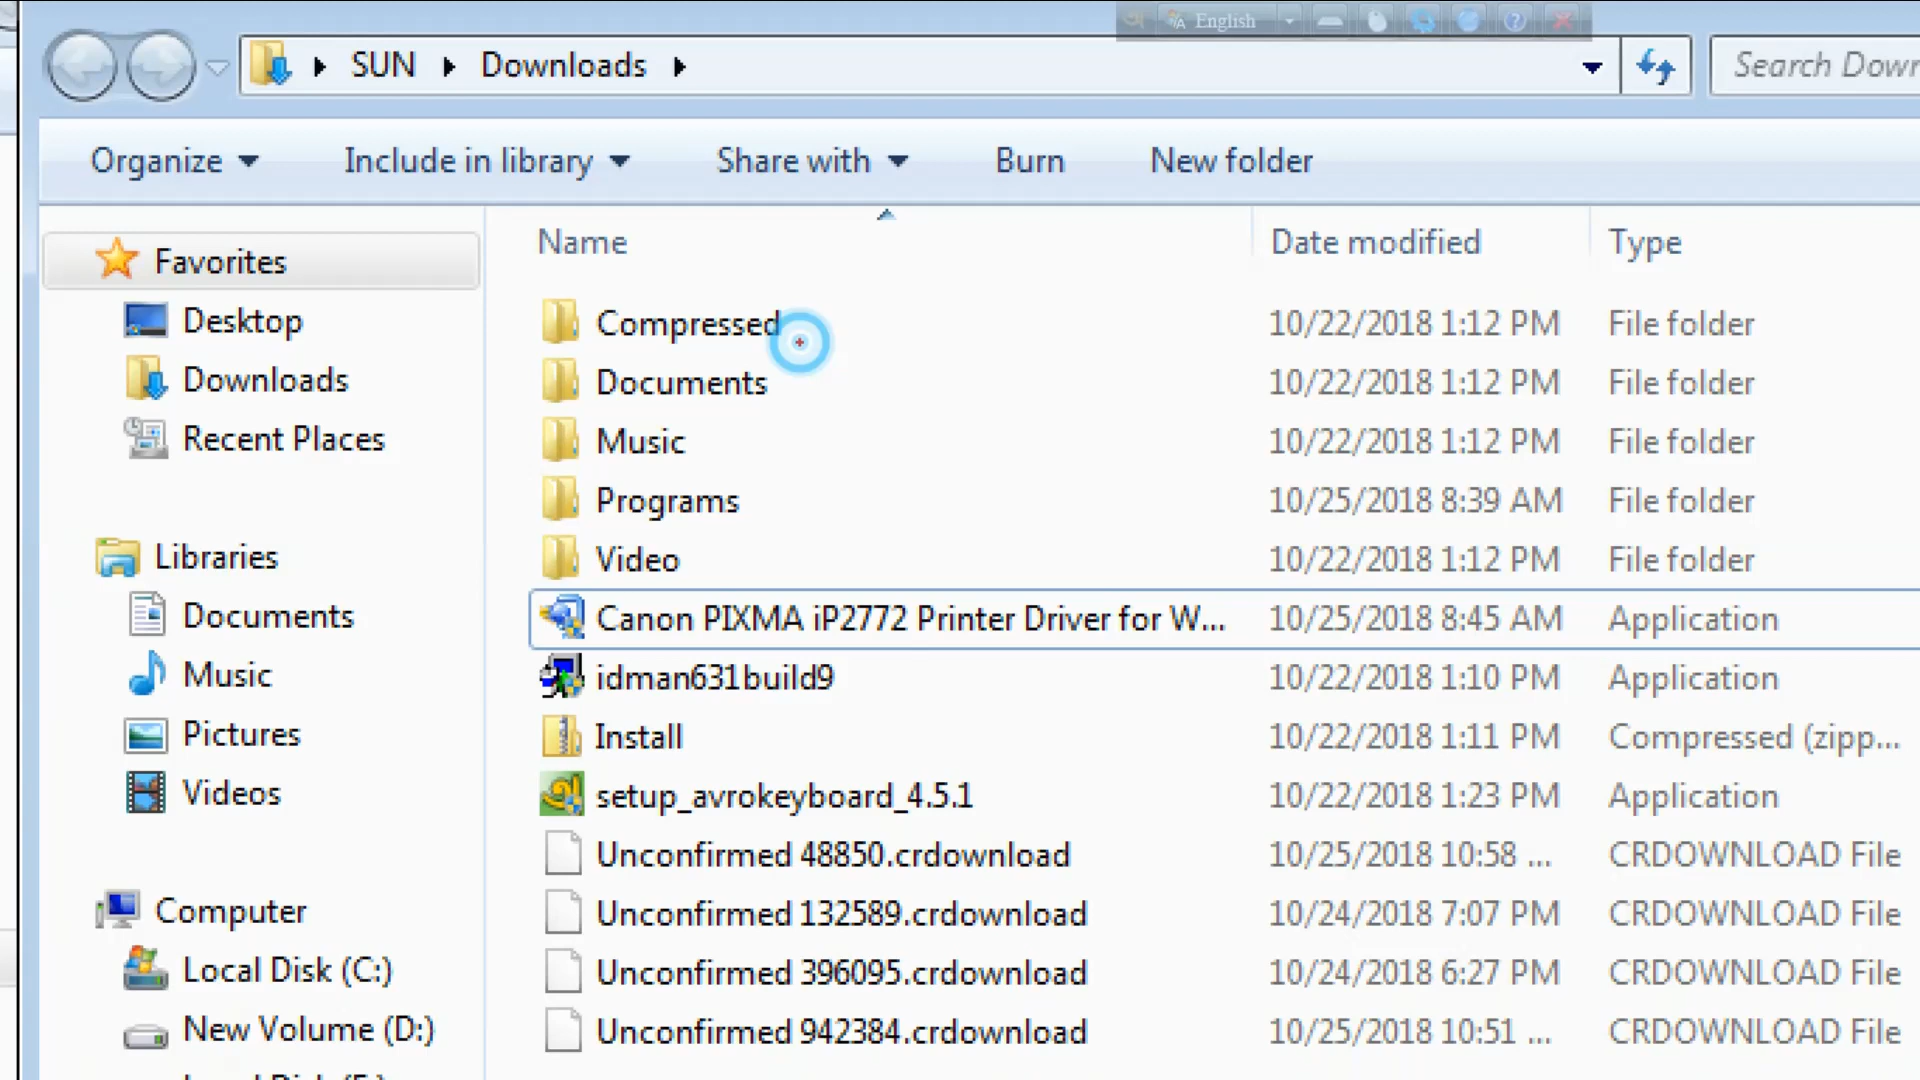 English
SUN Downloads
Search Down
Organize Include in library Share with Burn New folder
Name Date modified Type
Favorites
Desktop
Downloads
Recent Places
Libraries
Documents
Music
Pictures
Videos
Computer
Local Disk (C:)
New Volume (D:)
Compressed 10/22/2018 1:12 PM File folder
Documents 10/22/2018 1:12 PM File folder
Music 10/22/2018 1:12 PM File folder
Programs 10/25/2018 8:39 AM File folder
Video 10/22/2018 1:12 PM File folder
Canon PIXMA iP2772 Printer Driver for W... 10/25/2018 8:45 AM Application
idman631build9 10/22/2018 1:10 PM Application
Install 10/22/2018 1:11 PM Compressed (zipp...
setup_avrokeyboard_4.5.1 10/22/2018 1:23 PM Application
Unconfirmed 48850.crdownload 10/25/2018 10:58 ... CRDOWNLOAD File
Unconfirmed 132589.crdownload 10/24/2018 7:07 PM CRDOWNLOAD File
Unconfirmed 396095.crdownload 10/24/2018 6:27 PM CRDOWNLOAD File
Unconfirmed 942384.crdownload 10/25/2018 10:51 ... CRDOWNLOAD File